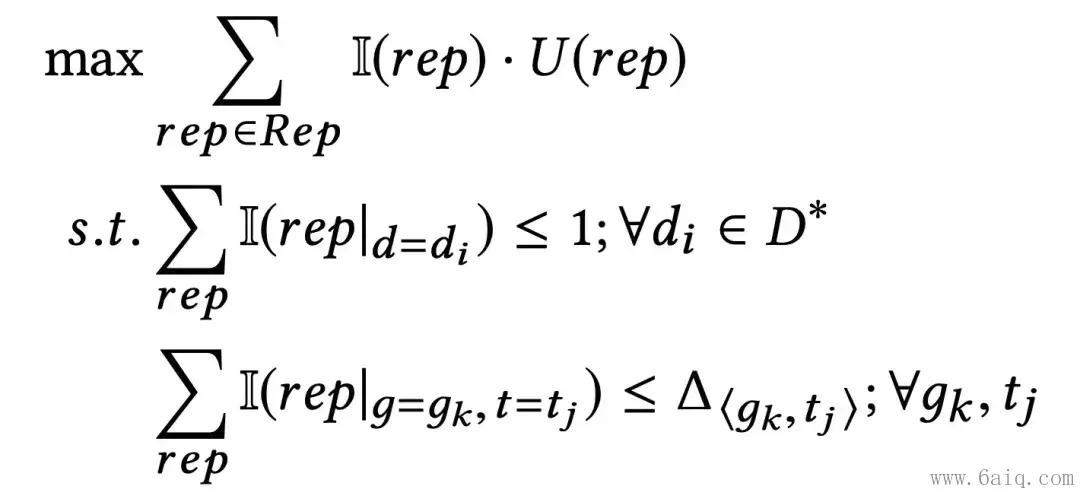 max ∑_{rep∈Rep} 𝕀(rep) · U(rep)
s.t. ∑_{rep} 𝕀(rep|_{d=d_i}) ≤ 1; ∀d_i ∈ D^*
∑_{rep} 𝕀(rep|_{g=g_k, t=t_j}) ≤ Δ_{⟨g_k, t_j⟩}; ∀g_k, t_j
www.6aiq.com